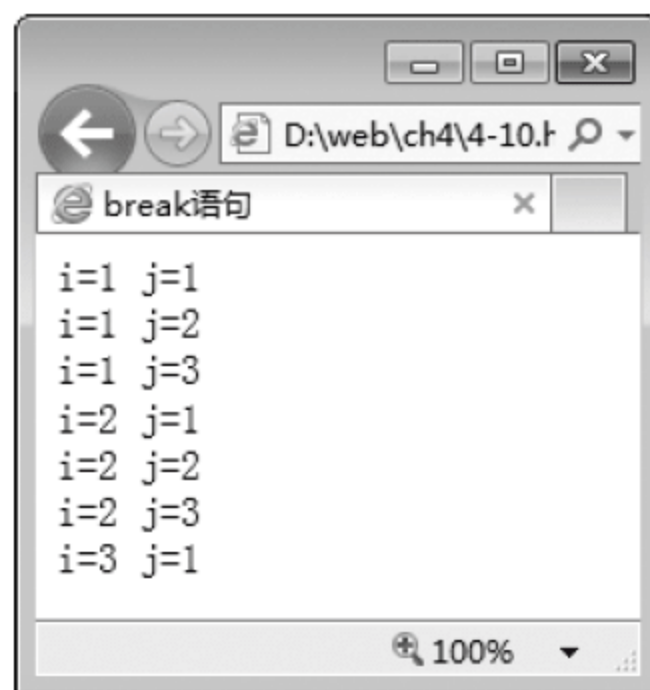 D:\web\ch4\4-10.h
break语句
i=1 j=1
i=1 j=2
i=1 j=3
i=2 j=1
i=2 j=2
i=2 j=3
i=3 j=1
100%